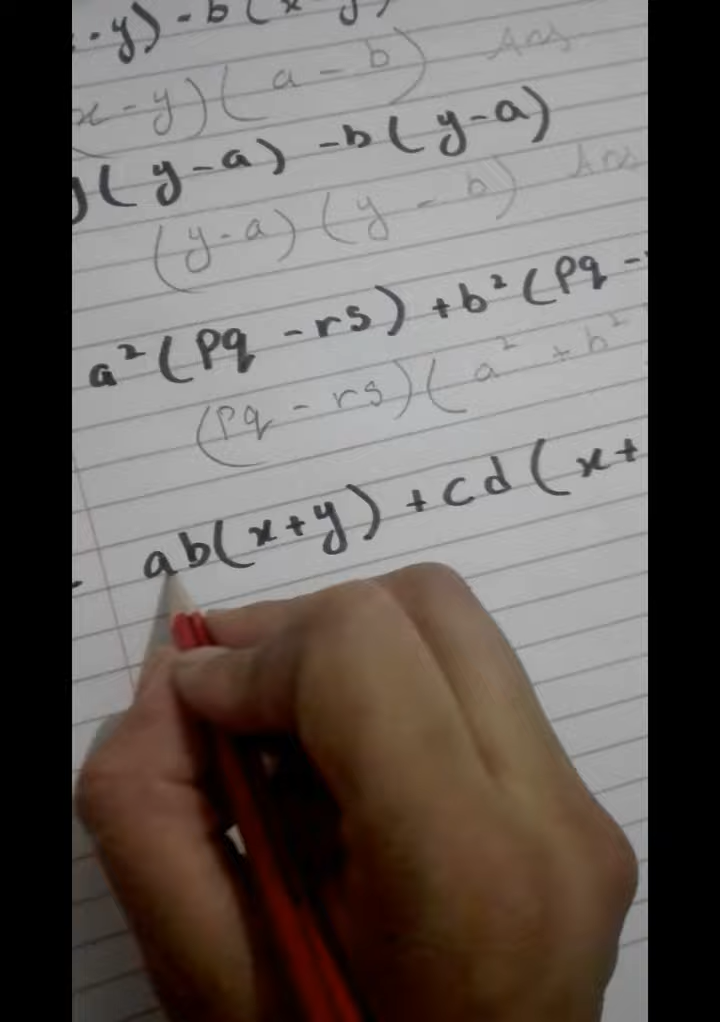 -y) - b(x-y)
x-y)(a-b) Ans
y(y-a) -b(y-a)
(y-a)(y-b) Ans
a²(pq -rs) +b²(pq -
(pq - rs)(a² + b²
ab(x+y) +cd(x+